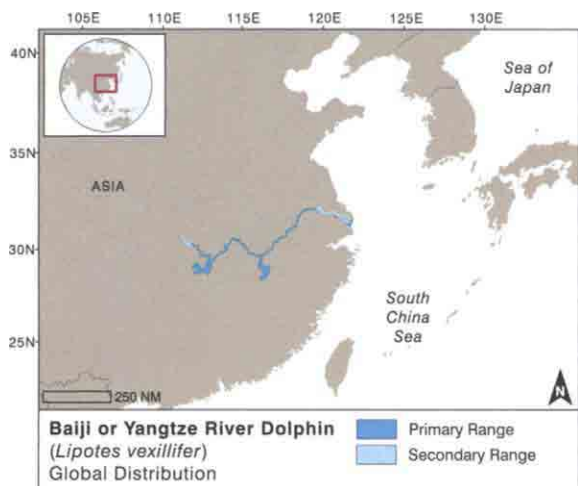 105E
110E
115E
120E
125E
130E
40N
Sea of
Japan
35N
ASIA
30N
South
China
Sea
25N
250 NM
Baiji or Yangtze River Dolphin
(Lipotes vexillifer)
Global Distribution
Primary Range
Secondary Range